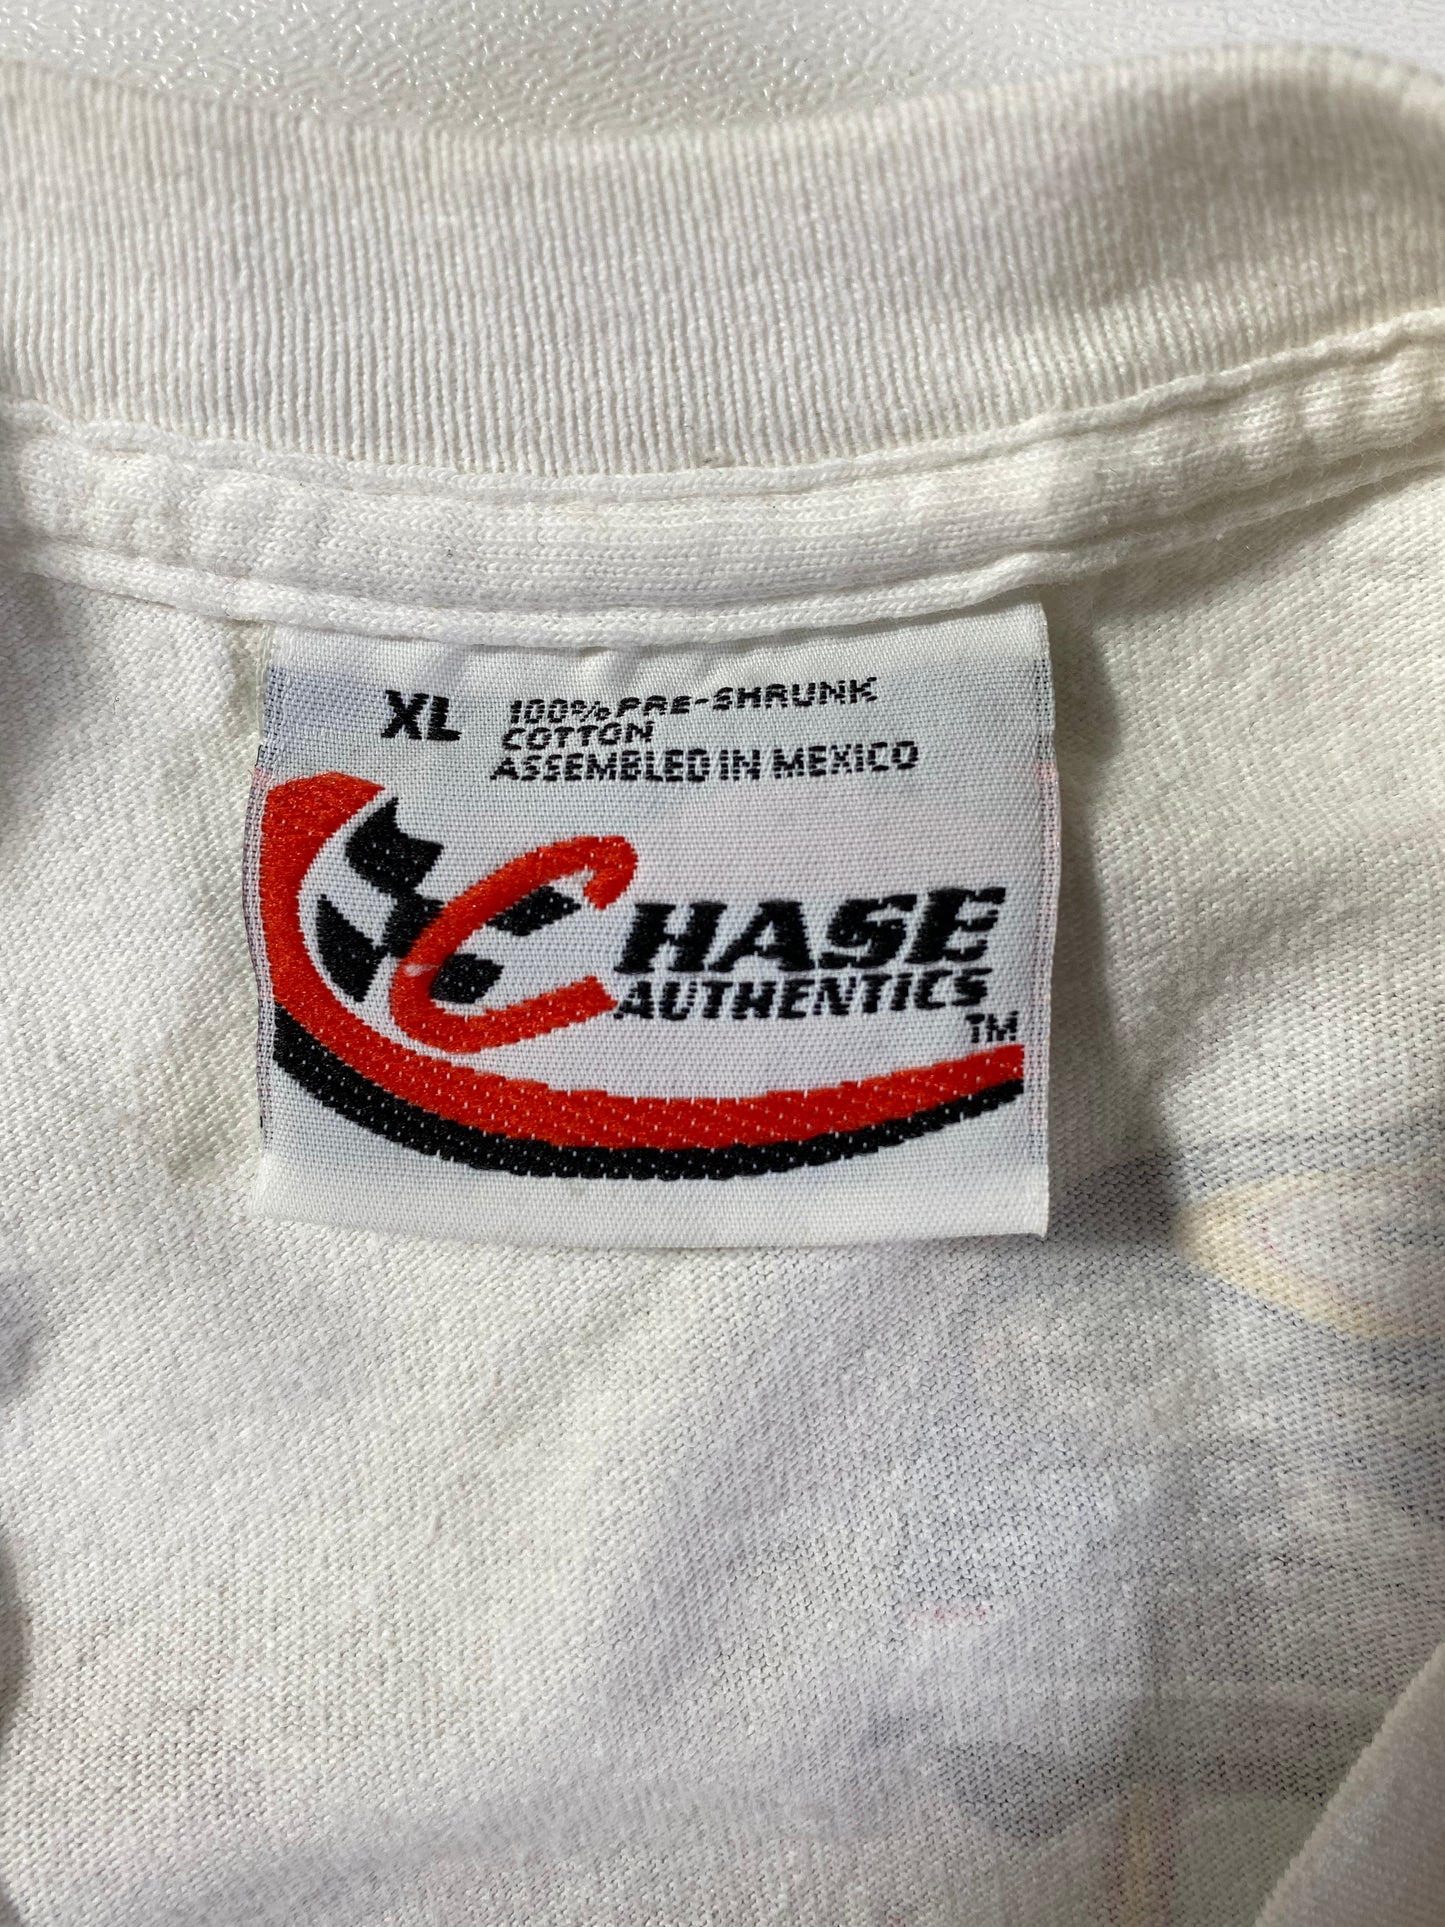 XL 100% PRE-SHRUNK
COTTON
ASSEMBLED IN MEXICO
CHASE
AUTHENTICS
TM